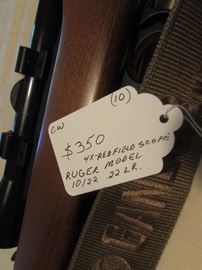 (10)
CW
$350
4X-REDFIELD SCOPE
RUGER MODEL
10/22 .22 LR.